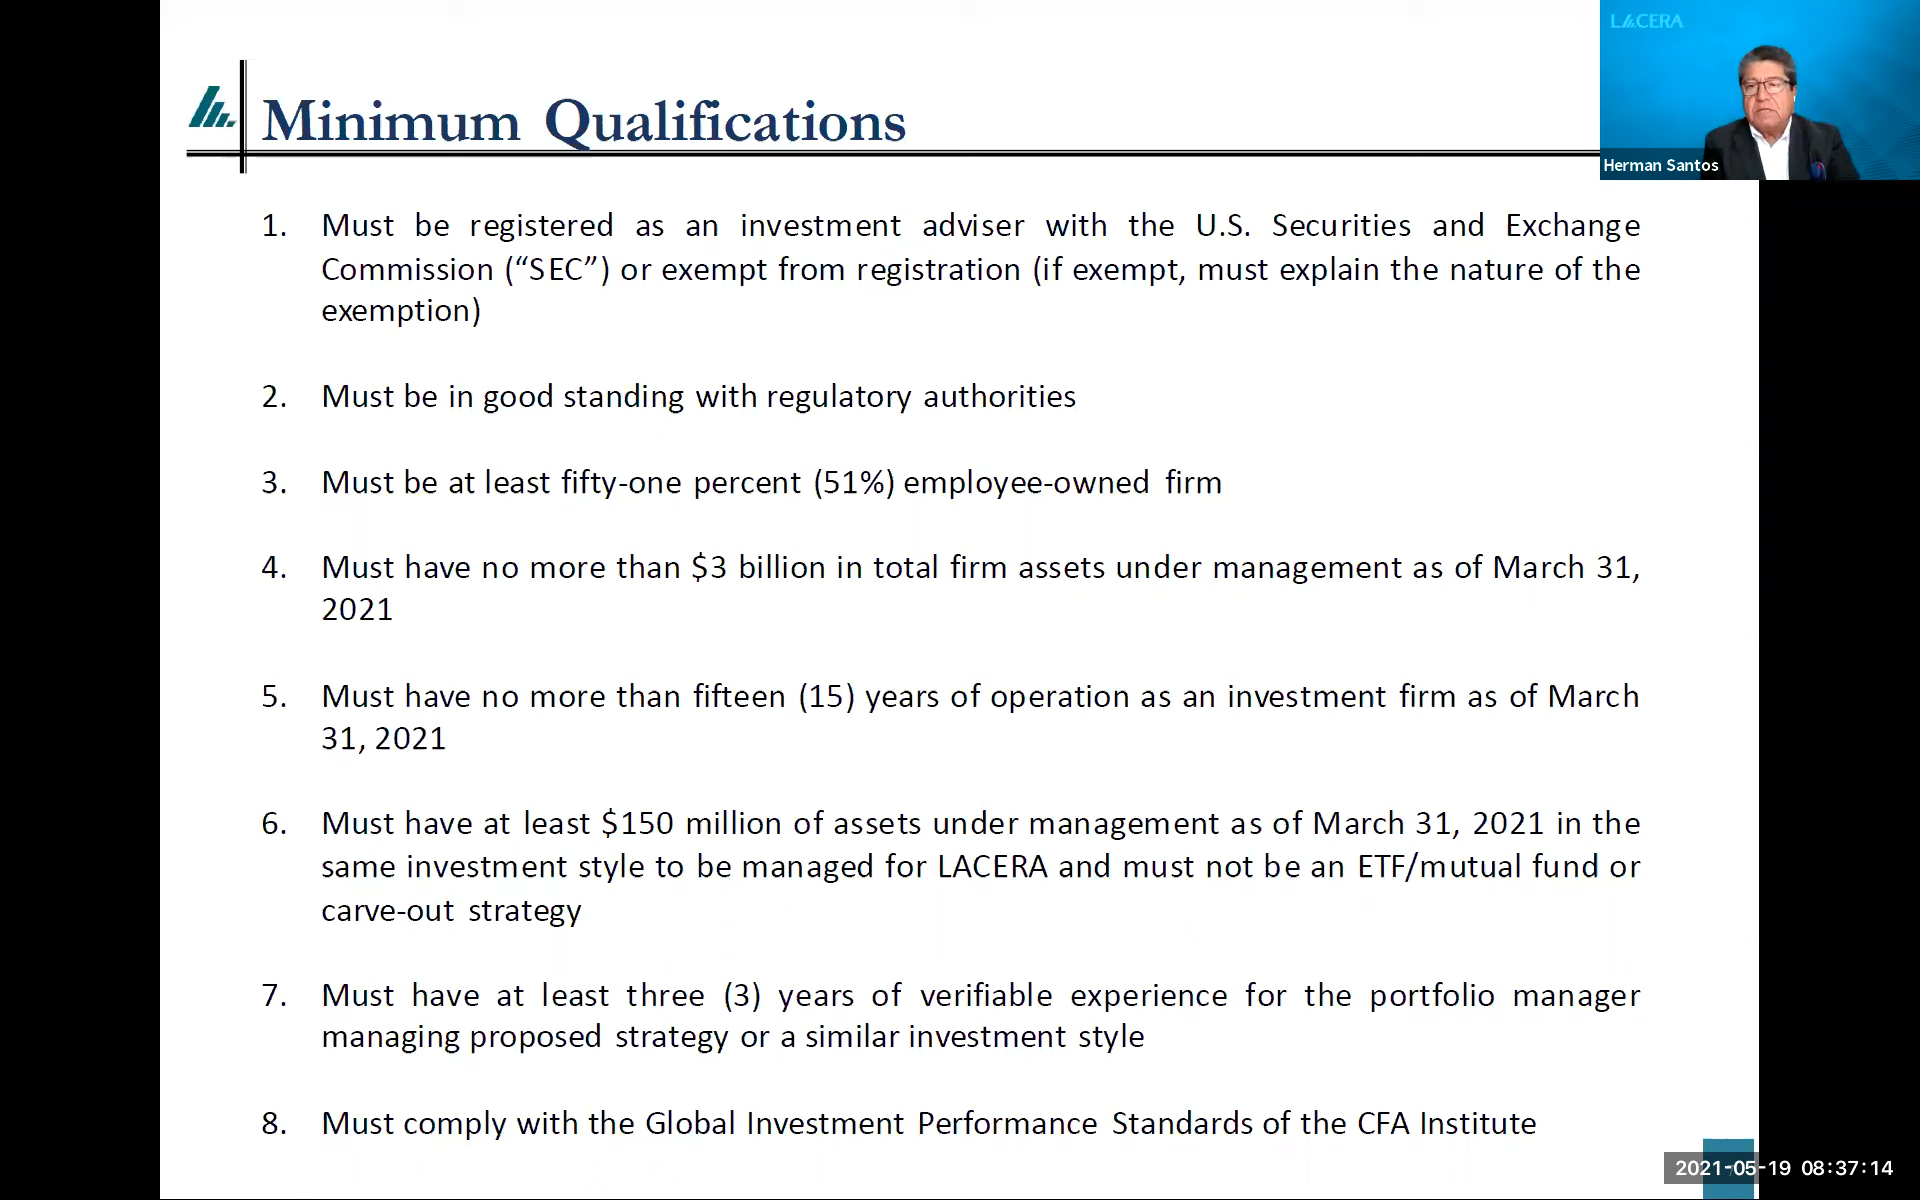 LACERA
Herman Santos
Minimum Qualifications
1. Must be registered as an investment adviser with the U.S. Securities and Exchange
Commission (“SEC”) or exempt from registration (if exempt, must explain the nature of the
exemption)
2. Must be in good standing with regulatory authorities
3. Must be at least fifty-one percent (51%) employee-owned firm
4. Must have no more than $3 billion in total firm assets under management as of March 31,
2021
5. Must have no more than fifteen (15) years of operation as an investment firm as of March
31, 2021
6. Must have at least $150 million of assets under management as of March 31, 2021 in the
same investment style to be managed for LACERA and must not be an ETF/mutual fund or
carve-out strategy
7. Must have at least three (3) years of verifiable experience for the portfolio manager
managing proposed strategy or a similar investment style
8. Must comply with the Global Investment Performance Standards of the CFA Institute
2021-05-19 08:37:14